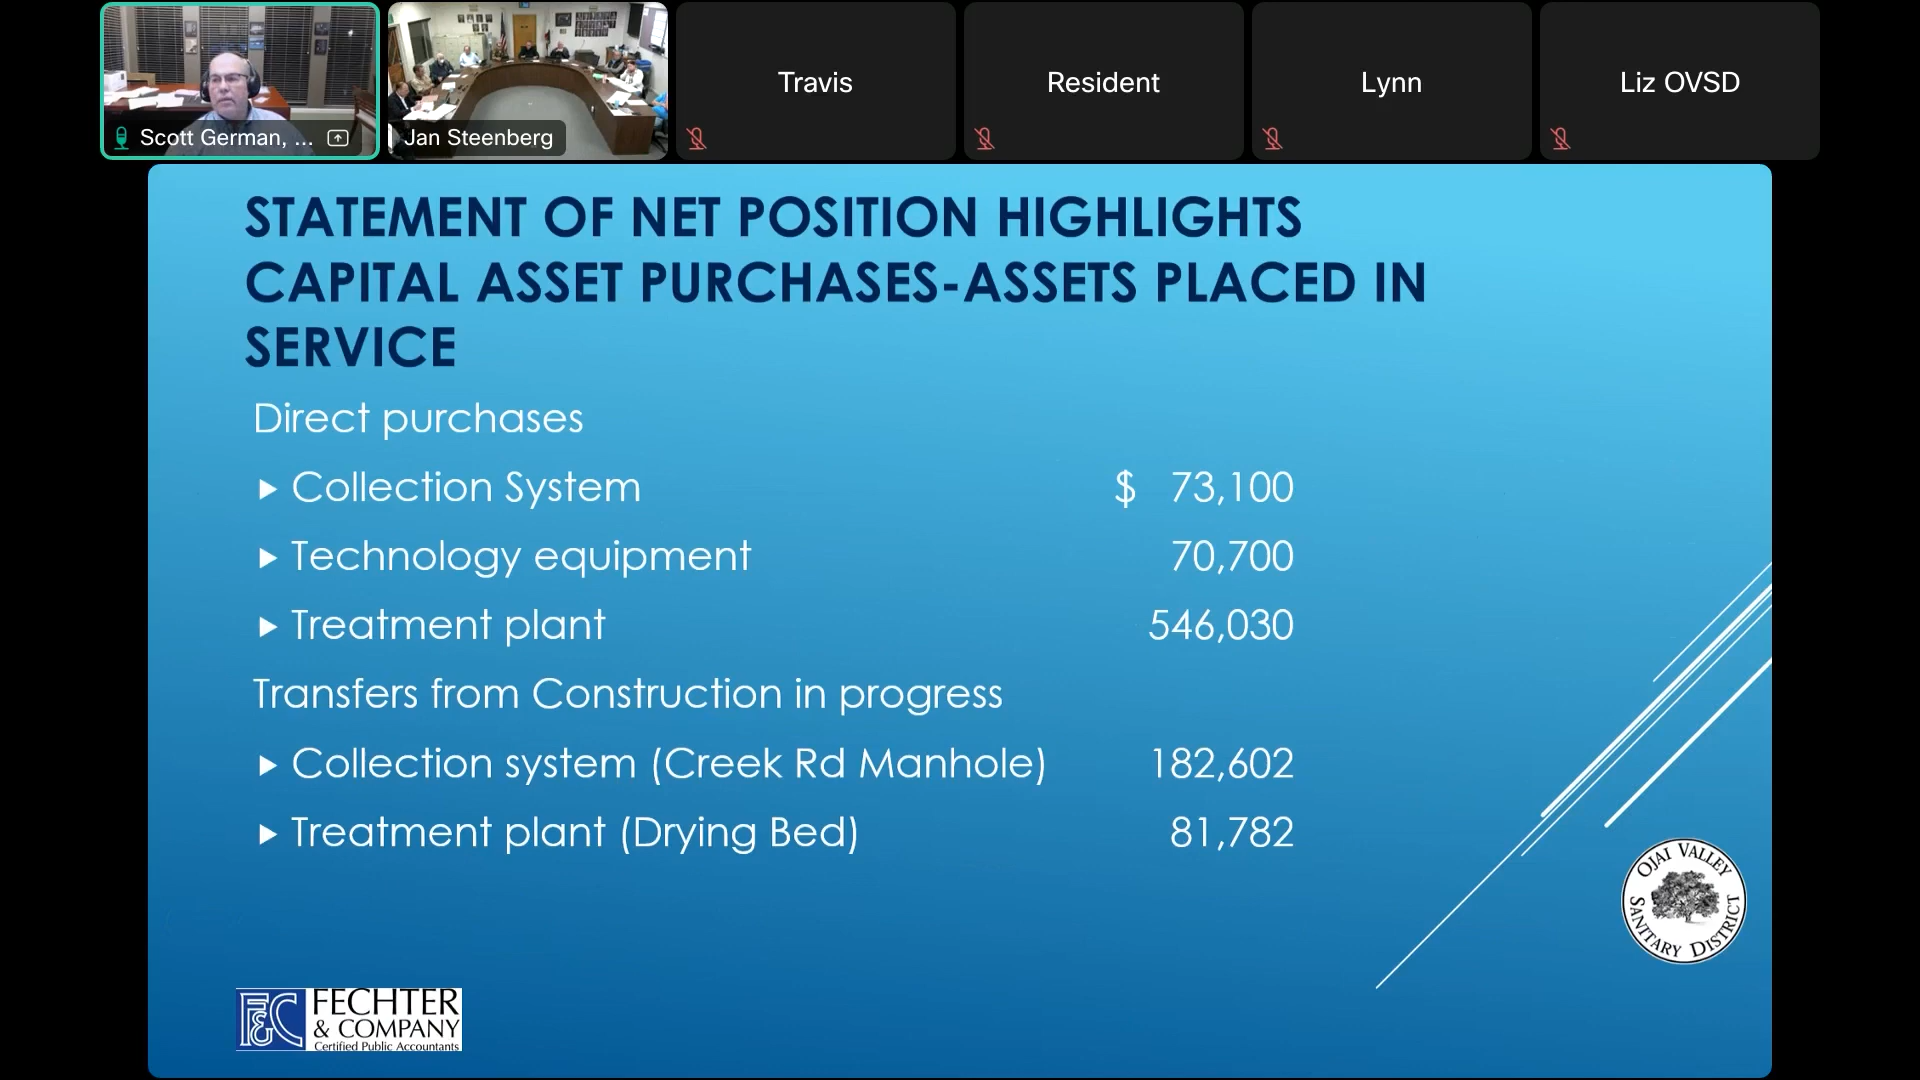 Scott German, ...
Jan Steenberg
Travis
Resident
Lynn
Liz OVSD
STATEMENT OF NET POSITION HIGHLIGHTS
CAPITAL ASSET PURCHASES-ASSETS PLACED IN
SERVICE
Direct purchases
Collection System $ 73,100
Technology equipment 70,700
Treatment plant 546,030
Transfers from Construction in progress
Collection system (Creek Rd Manhole) 182,602
Treatment plant (Drying Bed) 81,782
OJAI VALLEY
SANITARY DISTRICT
F&C
FECHTER
& COMPANY
Certified Public Accountants